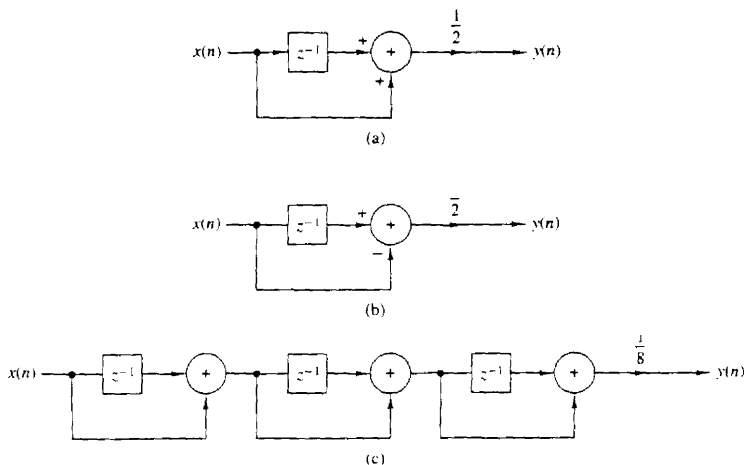 1
2
x(n) z⁻¹ + + y(n)
+
(a)
2
x(n) z⁻¹ + + y(n)
−
(b)
1
8
x(n) z⁻¹ + z⁻¹ + z⁻¹ + y(n)
(c)